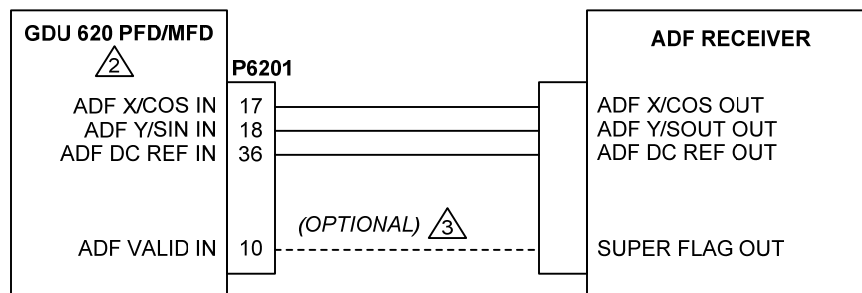 GDU 620 PFD/MFD
2
P6201
ADF RECEIVER
ADF X/COS IN 17 ADF X/COS OUT
ADF Y/SIN IN 18 ADF Y/SOUT OUT
ADF DC REF IN 36 ADF DC REF OUT
(OPTIONAL) 3
ADF VALID IN 10 SUPER FLAG OUT